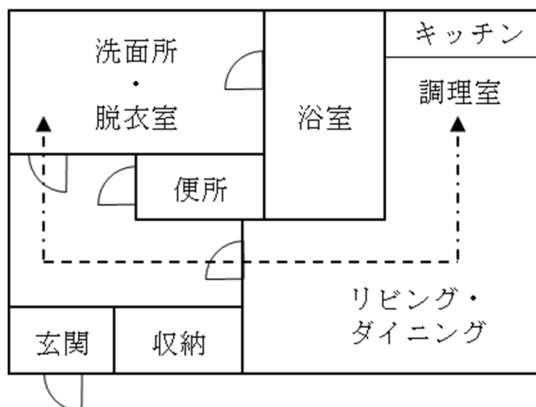 洗面所
・
脱衣室
浴室
キッチン
調理室
便所
リビング・
ダイニング
玄関
収納